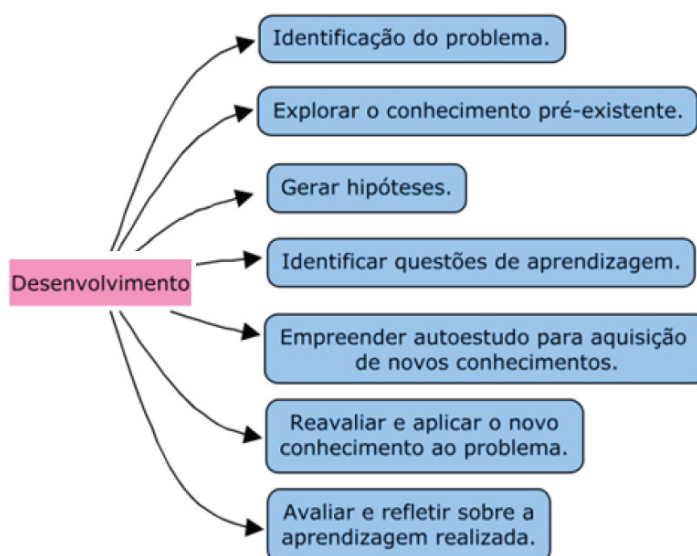 Identificação do problema.
Explorar o conhecimento pré-existente.
Gerar hipóteses.
Identificar questões de aprendizagem.
Desenvolvimento
Empreender autoestudo para aquisição
de novos conhecimentos.
Reavaliar e aplicar o novo
conhecimento ao problema.
Avaliar e refletir sobre a
aprendizagem realizada.